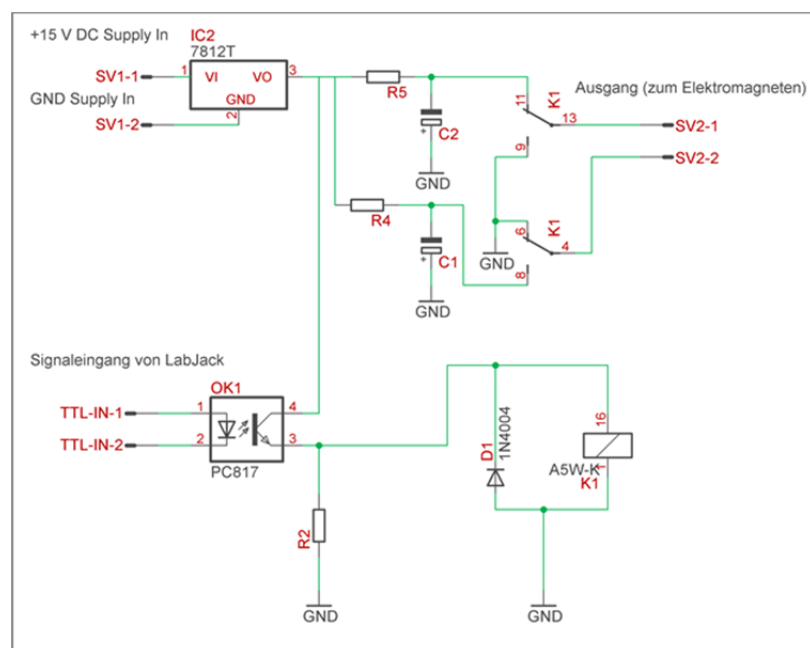 +15 V DC Supply In
IC2
7812T
SV1-1
1
VI
VO
3
GND
2
GND Supply In
SV1-2
R5
C2
+
GND
R4
C1
+
GND
11
K1
13
9
Ausgang (zum Elektromagneten)
SV2-1
SV2-2
6
K1
4
8
GND
Signaleingang von LabJack
OK1
TTL-IN-1
1
4
TTL-IN-2
2
3
PC817
R2
GND
D1
1N4004
16
A5W-K
1
K1
GND